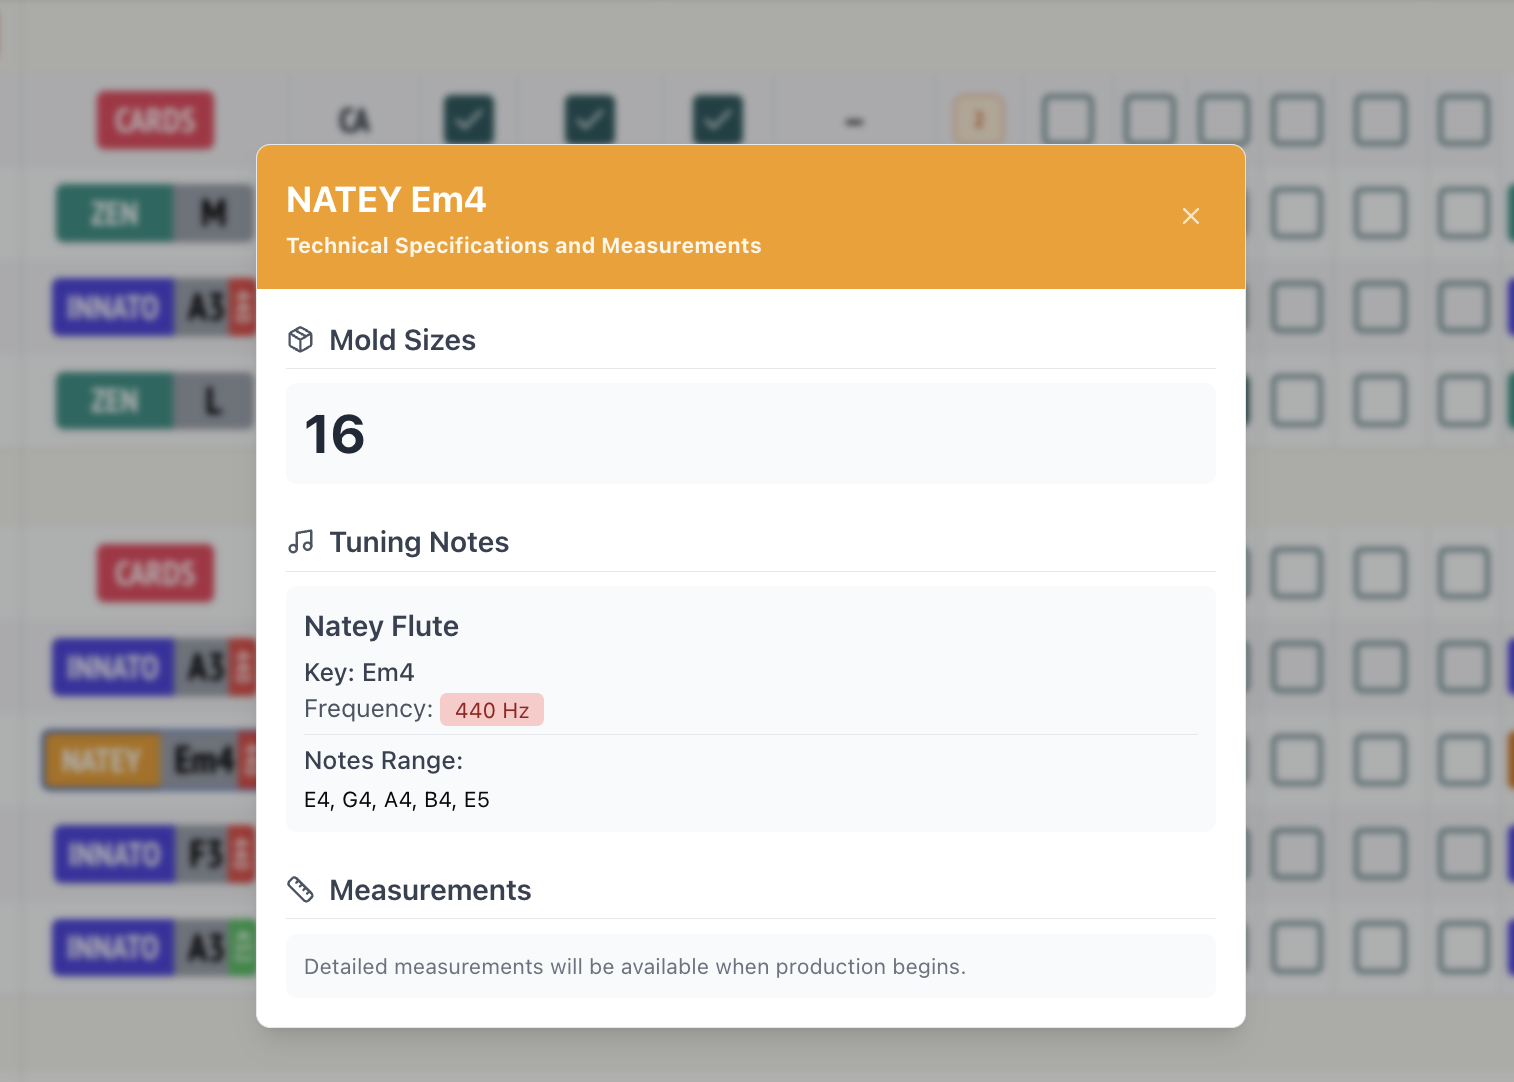 CARDS CA 2
NATEY Em4
Technical Specifications and Measurements
ZEN M
INNATO A3
ZEN L
Mold Sizes
16
Tuning Notes
CARDS
Natey Flute
Key: Em4
INNATO A3
Frequency: 440 Hz
NATEY Em4
Notes Range:
E4, G4, A4, B4, E5
INNATO F3
Measurements
INNATO A3
Detailed measurements will be available when production begins.